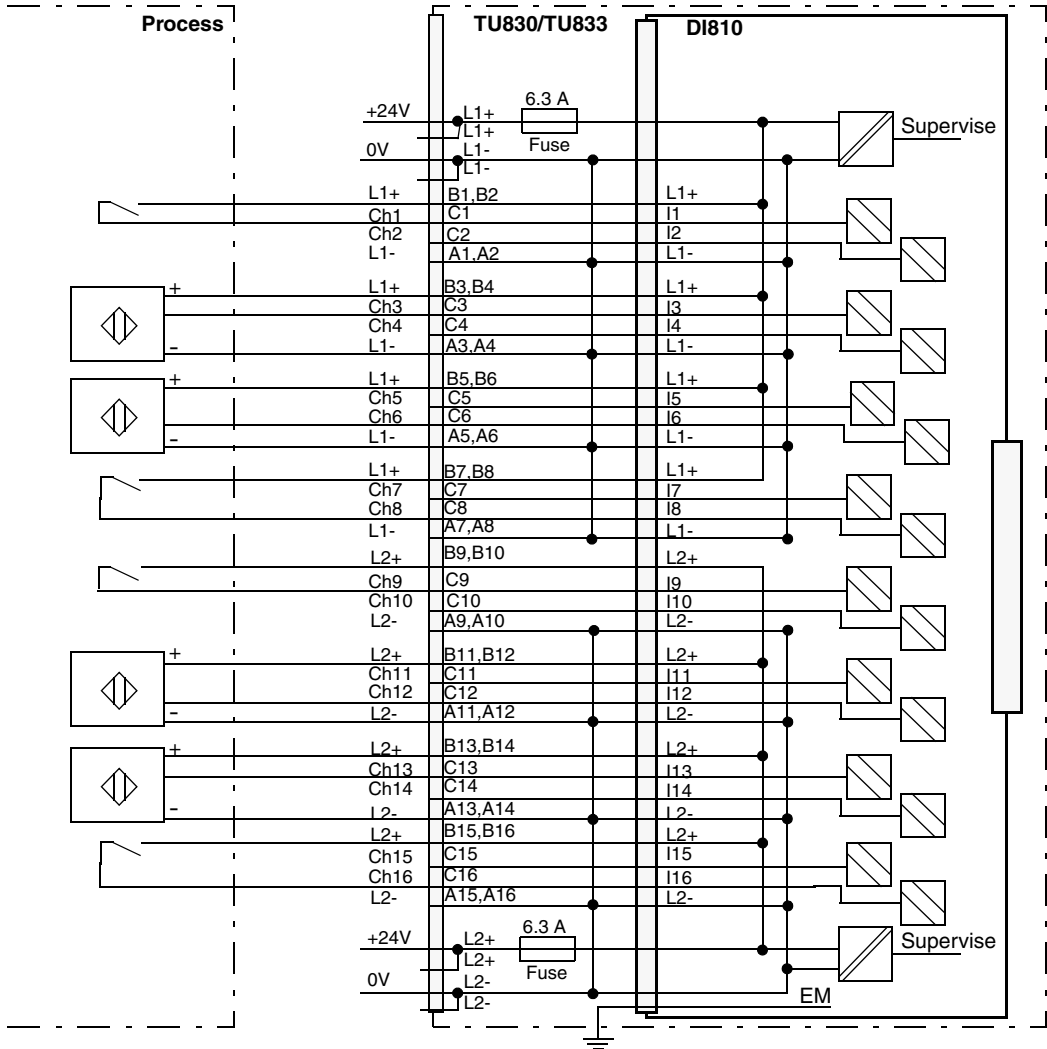 Process TU830/TU833 DI810
+24V L1+ 6.3 A Supervise
L1+ Fuse
0V L1-
L1-
L1+ B1,B2 L1+
Ch1 C1 I1
Ch2 C2 I2
L1- A1,A2 L1-
+ L1+ B3,B4 L1+
Ch3 C3 I3
Ch4 C4 I4
- L1- A3,A4 L1-
+ L1+ B5,B6 L1+
Ch5 C5 I5
Ch6 C6 I6
- L1- A5,A6 L1-
L1+ B7,B8 L1+
Ch7 C7 I7
Ch8 C8 I8
L1- A7,A8 L1-
L2+ B9,B10 L2+
Ch9 C9 I9
Ch10 C10 I10
L2- A9,A10 L2-
+ L2+ B11,B12 L2+
Ch11 C11 I11
Ch12 C12 I12
- L2- A11,A12 L2-
+ L2+ B13,B14 L2+
Ch13 C13 I13
Ch14 C14 I14
- L2- A13,A14 L2-
L2+ B15,B16 L2+
Ch15 C15 I15
Ch16 C16 I16
L2- A15,A16 L2-
+24V L2+ 6.3 A Supervise
L2+ Fuse
0V L2-
L2- EM